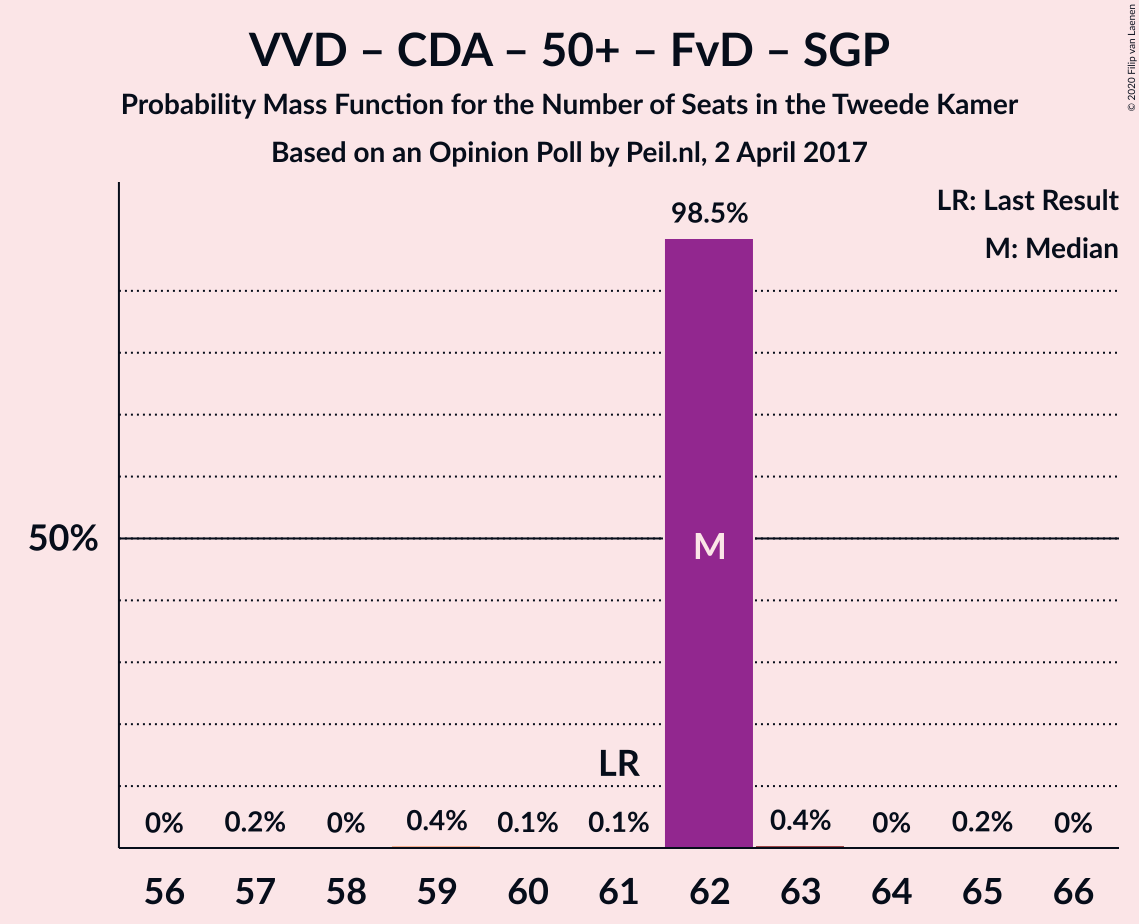 VVD – CDA – 50+ – FvD – SGP
Probability Mass Function for the Number of Seats in the Tweede Kamer
Based on an Opinion Poll by Peil.nl, 2 April 2017
© 2020 Filip van Laenen
LR: Last Result
M: Median
98.5%
50%
M
LR
0% 0.2% 0% 0.4% 0.1% 0.1% 0.4% 0% 0.2% 0%
56 57 58 59 60 61 62 63 64 65 66